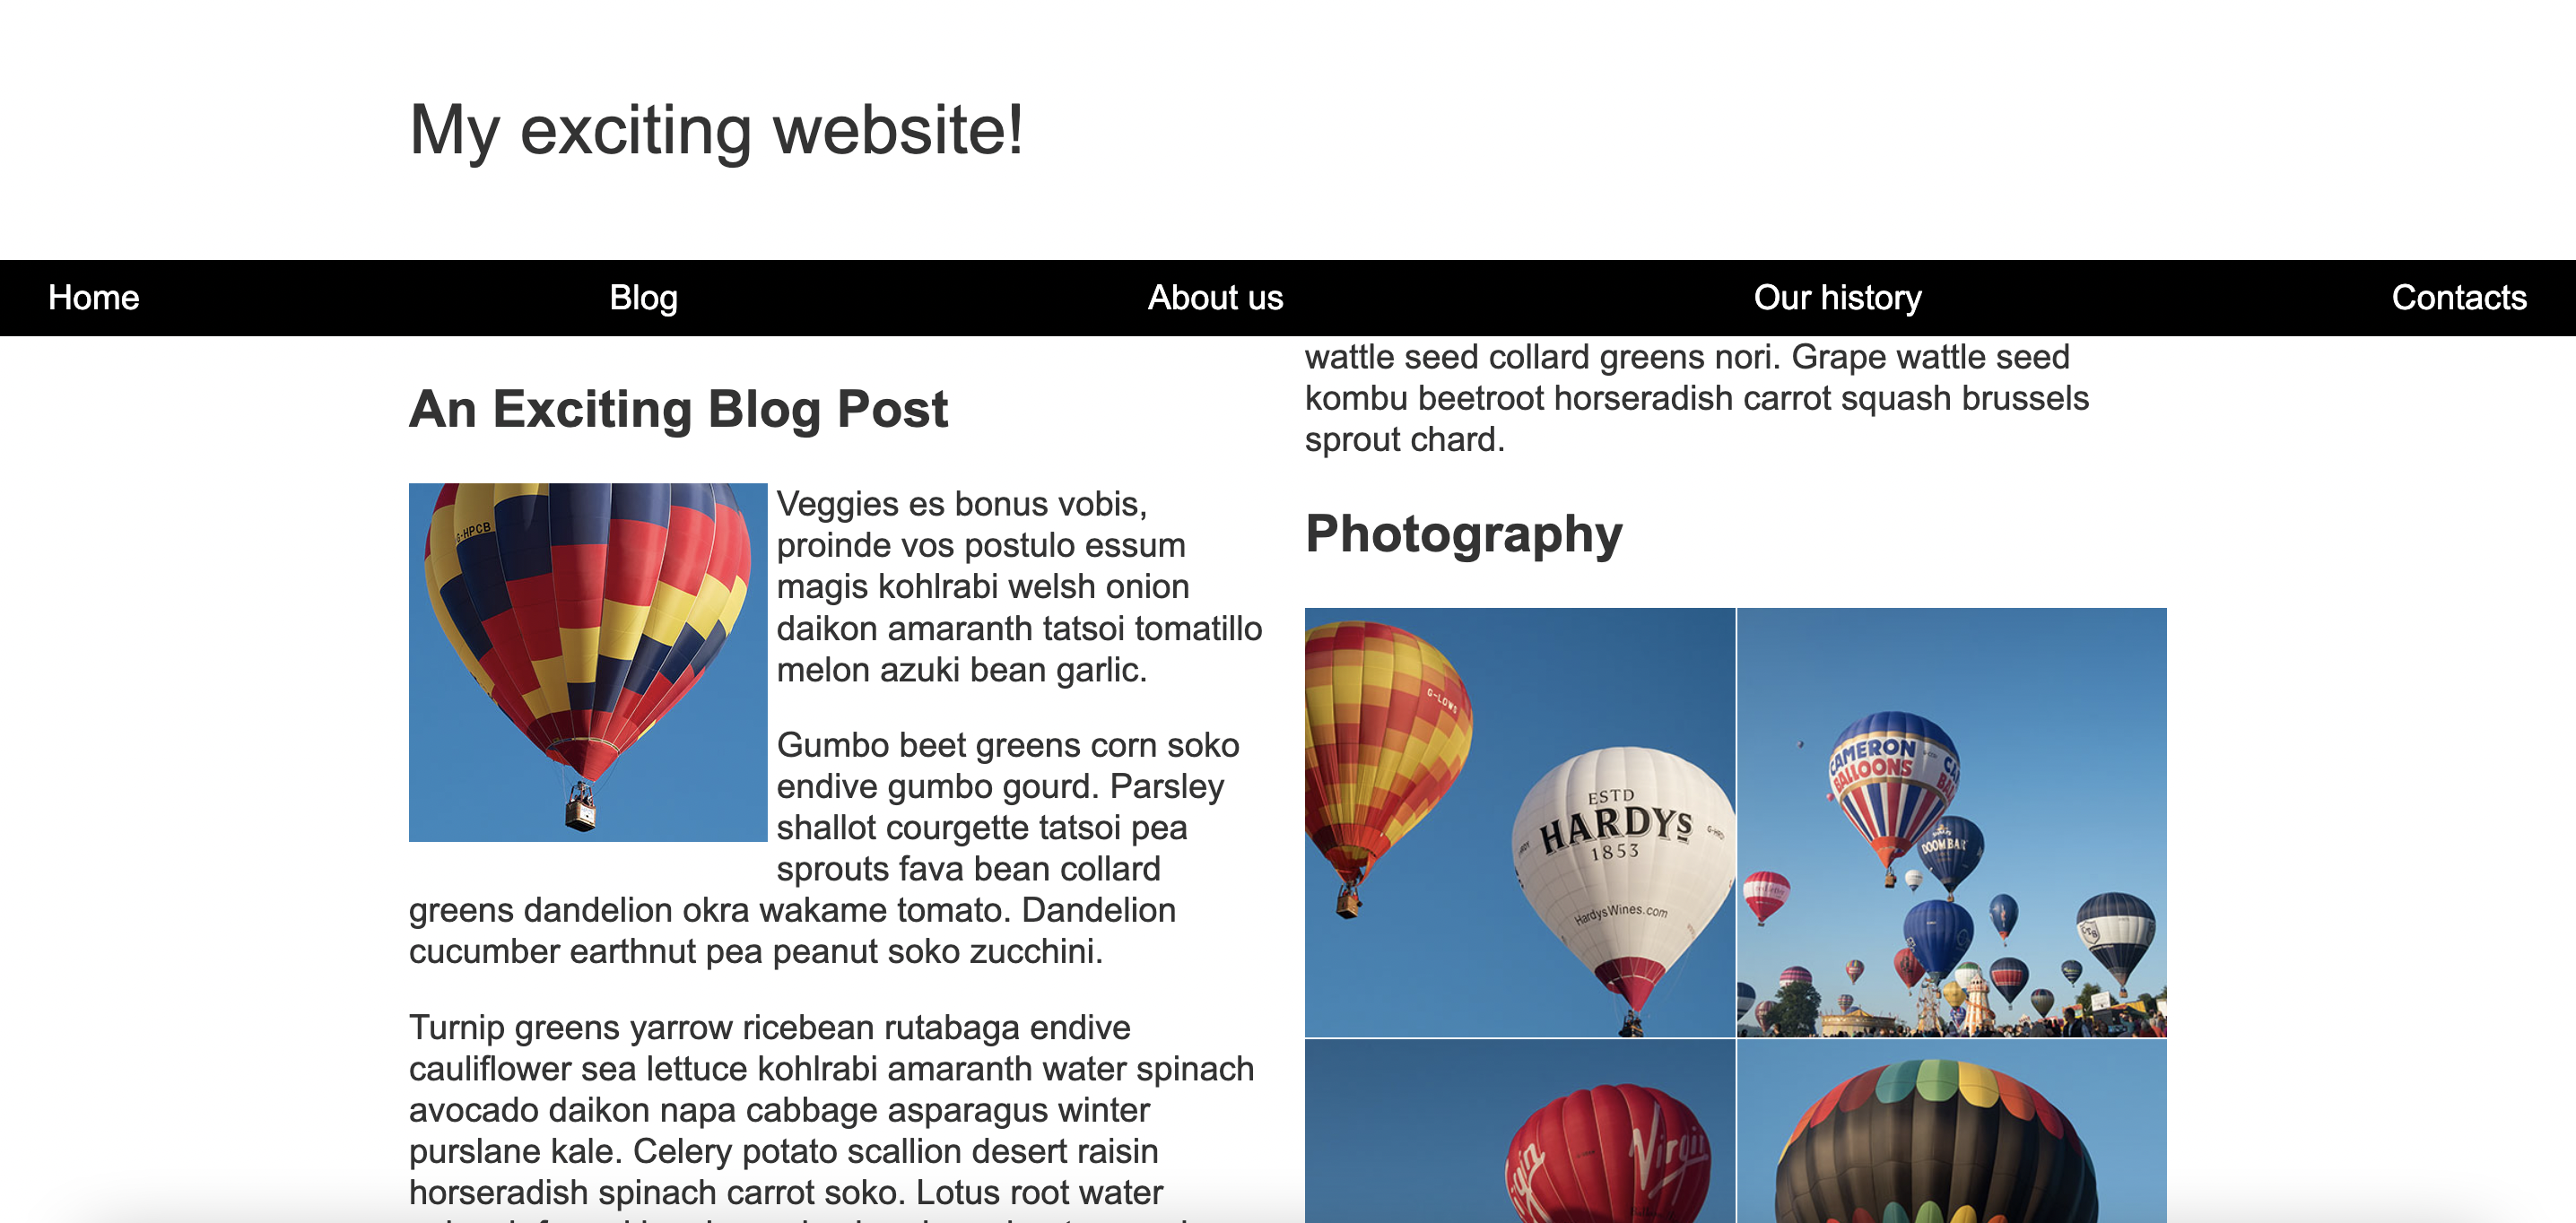 My exciting website!
Home
Blog
About us
Our history
Contacts
An Exciting Blog Post
G-HPCB
Veggies es bonus vobis,
proinde vos postulo essum
magis kohlrabi welsh onion
daikon amaranth tatsoi tomatillo
melon azuki bean garlic.
Gumbo beet greens corn soko
endive gumbo gourd. Parsley
shallot courgette tatsoi pea
sprouts fava bean collard
greens dandelion okra wakame tomato. Dandelion
cucumber earthnut pea peanut soko zucchini.
Turnip greens yarrow ricebean rutabaga endive
cauliflower sea lettuce kohlrabi amaranth water spinach
avocado daikon napa cabbage asparagus winter
purslane kale. Celery potato scallion desert raisin
horseradish spinach carrot soko. Lotus root water
wattle seed collard greens nori. Grape wattle seed
kombu beetroot horseradish carrot squash brussels
sprout chard.
Photography
G-LOWS
ESTD
HARDYS
1853
HardysWines.com
CAMERON
BALLOONS
DOOM BAR
Virgin